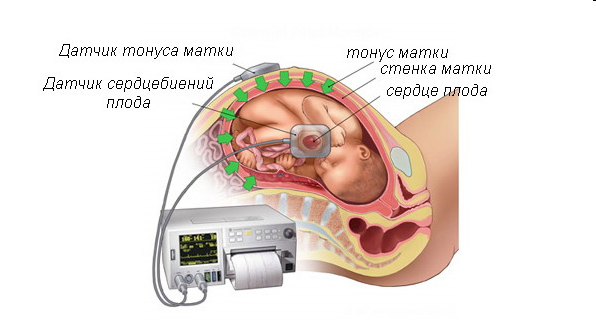 Датчик тонуса матки
Датчик сердцебиений
плода
тонус матки
стенка матки
сердце плода